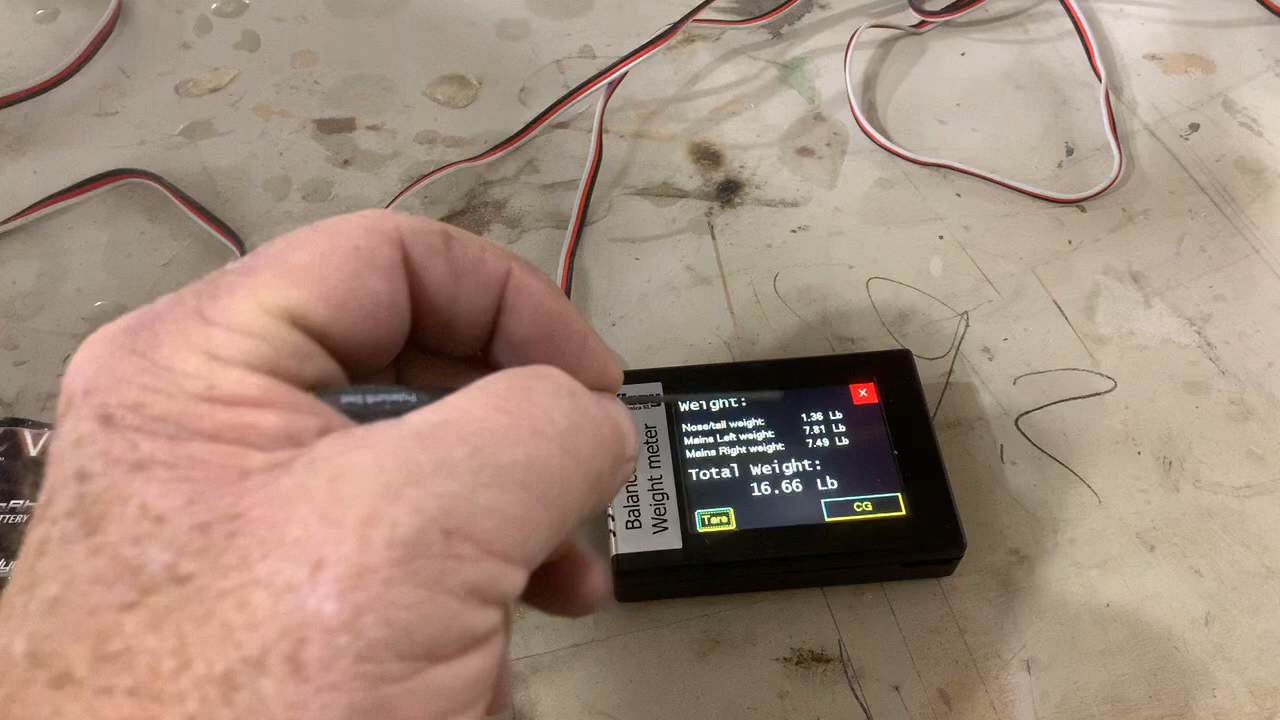 Weight:
X
Nose/tail weight: 1.36 Lb
Mains Left weight: 7.81 Lb
Mains Right weight: 7.49 Lb
Total Weight:
16.66 Lb
Tare
CG
Weight meter